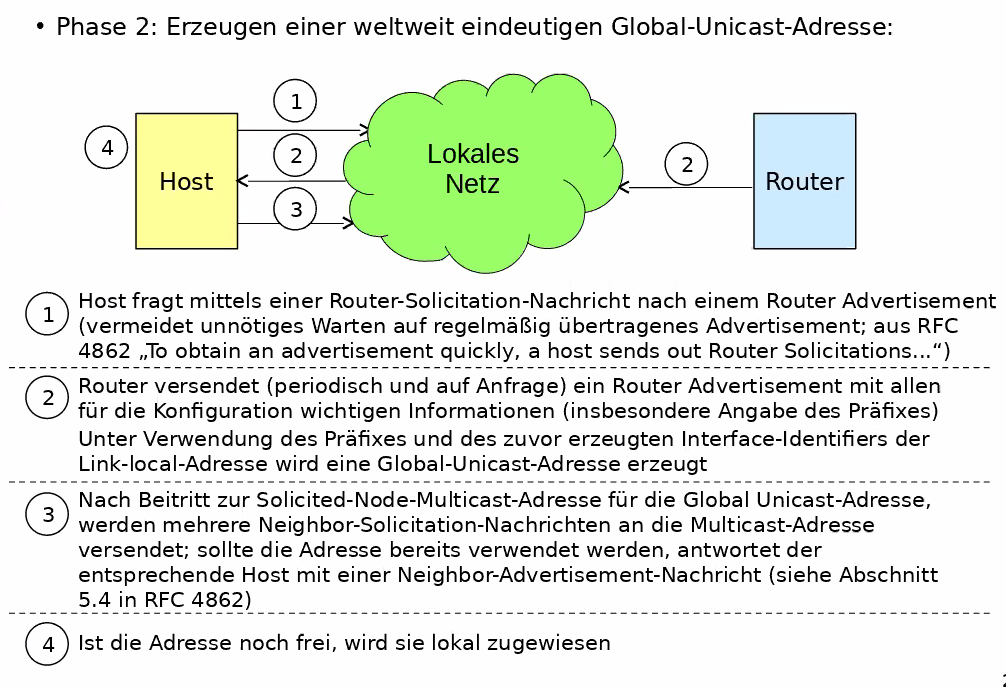 • Phase 2: Erzeugen einer weltweit eindeutigen Global-Unicast-Adresse:
1
4
2
3
Host
Lokales
Netz
2
Router
1
Host fragt mittels einer Router-Solicitation-Nachricht nach einem Router Advertisement
(vermeidet unnötiges Warten auf regelmäßig übertragenes Advertisement; aus RFC
4862 „To obtain an advertisement quickly, a host sends out Router Solicitations...“)
2
Router versendet (periodisch und auf Anfrage) ein Router Advertisement mit allen
für die Konfiguration wichtigen Informationen (insbesondere Angabe des Präfixes)
Unter Verwendung des Präfixes und des zuvor erzeugten Interface-Identifiers der
Link-local-Adresse wird eine Global-Unicast-Adresse erzeugt
3
Nach Beitritt zur Solicited-Node-Multicast-Adresse für die Global Unicast-Adresse,
werden mehrere Neighbor-Solicitation-Nachrichten an die Multicast-Adresse
versendet; sollte die Adresse bereits verwendet werden, antwortet der
entsprechende Host mit einer Neighbor-Advertisement-Nachricht (siehe Abschnitt
5.4 in RFC 4862)
4
Ist die Adresse noch frei, wird sie lokal zugewiesen